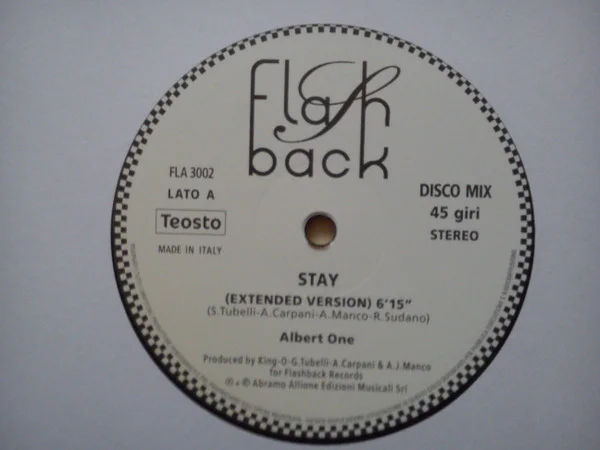 Flash
back
FLA 3002
LATO A
Teosto
MADE IN ITALY
DISCO MIX
45 giri
STEREO
STAY
(EXTENDED VERSION) 6'15"
(S.Tubelli-A.Carpani-A.Manco-R.Sudano)
Albert One
Produced by King-O-G.Tubelli-A.Carpani & A.J.Manco
for Flashback Records
℗ + © Abramo Allione Edizioni Musicali Srl